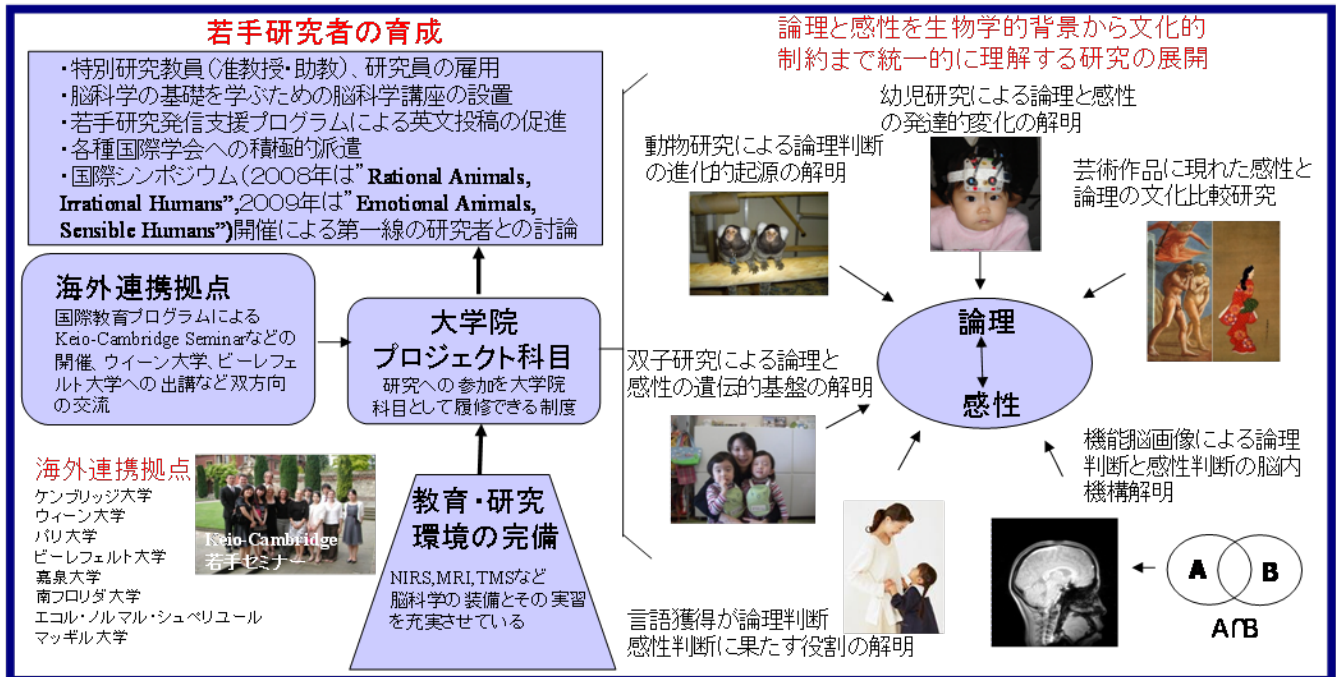 若手研究者の育成
・特別研究教員(准教授・助教)、研究員の雇用
・脳科学の基礎を学ぶための脳科学講座の設置
・若手研究発信支援プログラムによる英文投稿の促進
・各種国際学会への積極的派遣
・国際シンポジウム(2008年は”Rational Animals,
Irrational Humans”,2009年は”Emotional Animals,
Sensible Humans”)開催による第一線の研究者との討論
海外連携拠点
国際教育プログラムによる
Keio-Cambridge Seminarなどの
開催、ウィーン大学、ビーレフェ
ルト大学への出講など双方向
の交流
大学院
プロジェクト科目
研究への参加を大学院
科目として履修できる制度
海外連携拠点
ケンブリッジ大学
ウィーン大学
パリ大学
ビーレフェルト大学
嘉泉大学
南フロリダ大学
エコル・ノルマル・シュペリユール
マッギル大学
Keio-Cambridge
若手セミナー
教育・研究
環境の完備
NIRS,MRI,TMSなど
脳科学の装備とその実習
を充実させている
論理と感性を生物学的背景から文化的
制約まで統一的に理解する研究の展開
幼児研究による論理と感性
の発達的変化の解明
動物研究による論理判断
の進化的起源の解明
芸術作品に現れた感性と
論理の文化比較研究
論理
感性
双子研究による論理と
感性の遺伝的基盤の解明
機能脳画像による論理
判断と感性判断の脳内
機構解明
言語獲得が論理判断
感性判断に果たす役割の解明
A B
A∩B